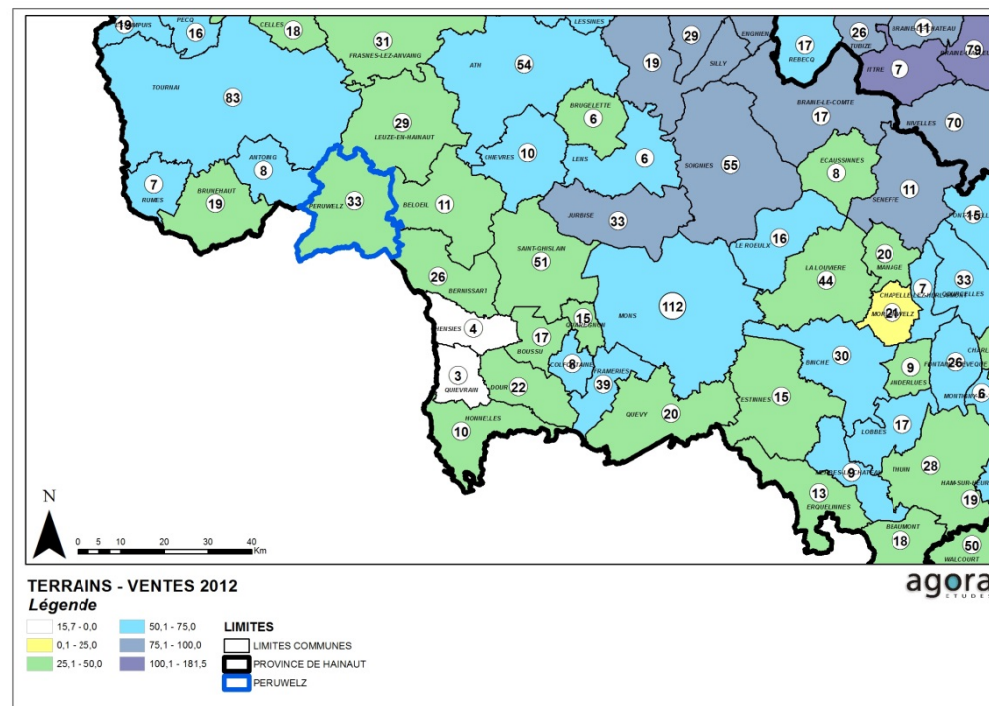 19 PECQ 16
CELLES 18
31 FRASNES-LEZ-ANVAING
LESSINES
29
ENGHIEN
17 REBECQ
26 TUBIZE
11
79
ITTRE 7
TOURNAI 83
ATH 54
19
SILLY
BRAINE-LE-COMTE 17
NIVELLES 70
29 LEUZE-EN-HAINAUT
BRUGELETTE 6
CHIEVRES 10
LENS 6
SOIGNIES 55
ECAUSSINNES 8
11 SENEFFE
ANTOING 8
7 RUMES
BRUNEHAUT 19
PERUWELZ 33
BELOEIL 11
JURBISE 33
LE ROEULX 16
15
SAINT-GHISLAIN 51
26 BERNISSART
LA LOUVIERE 44
20 MANAGE
7
33
21
HENSIES 4
MONS 112
15
17 BOUSSU
3 QUIEVRAIN
DOUR 22
8
FRAMERIES 39
BINCHE 30
9 ANDERLUES
26
6
HONNELLES 10
QUEVY 20
ESTINNES 15
LOBBES 17
9
THUIN 28
19
13 ERQUELINNES
BEAUMONT 18
50 WALCOURT
N
0 5 10 20 30 40
Km
TERRAINS - VENTES 2012
Légende
15,7 - 0,0
0,1 - 25,0
25,1 - 50,0
50,1 - 75,0
75,1 - 100,0
100,1 - 181,5
LIMITES
LIMITES COMMUNES
PROVINCE DE HAINAUT
PERUWELZ
agora
ETUDES